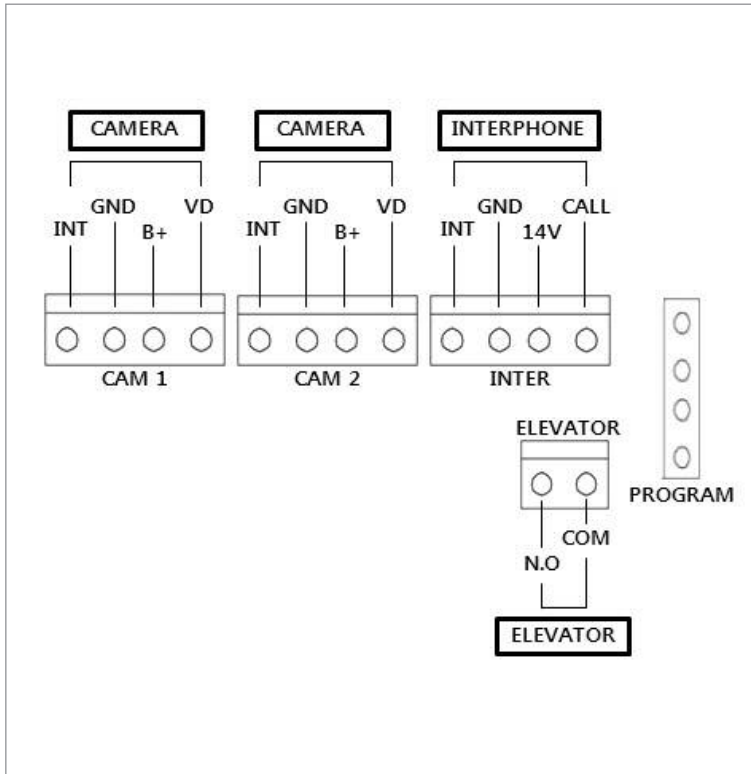 CAMERA
CAMERA
INTERPHONE
INT GND B+ VD
INT GND B+ VD
INT GND 14V CALL
CAM 1
CAM 2
INTER
ELEVATOR
PROGRAM
N.O COM
ELEVATOR